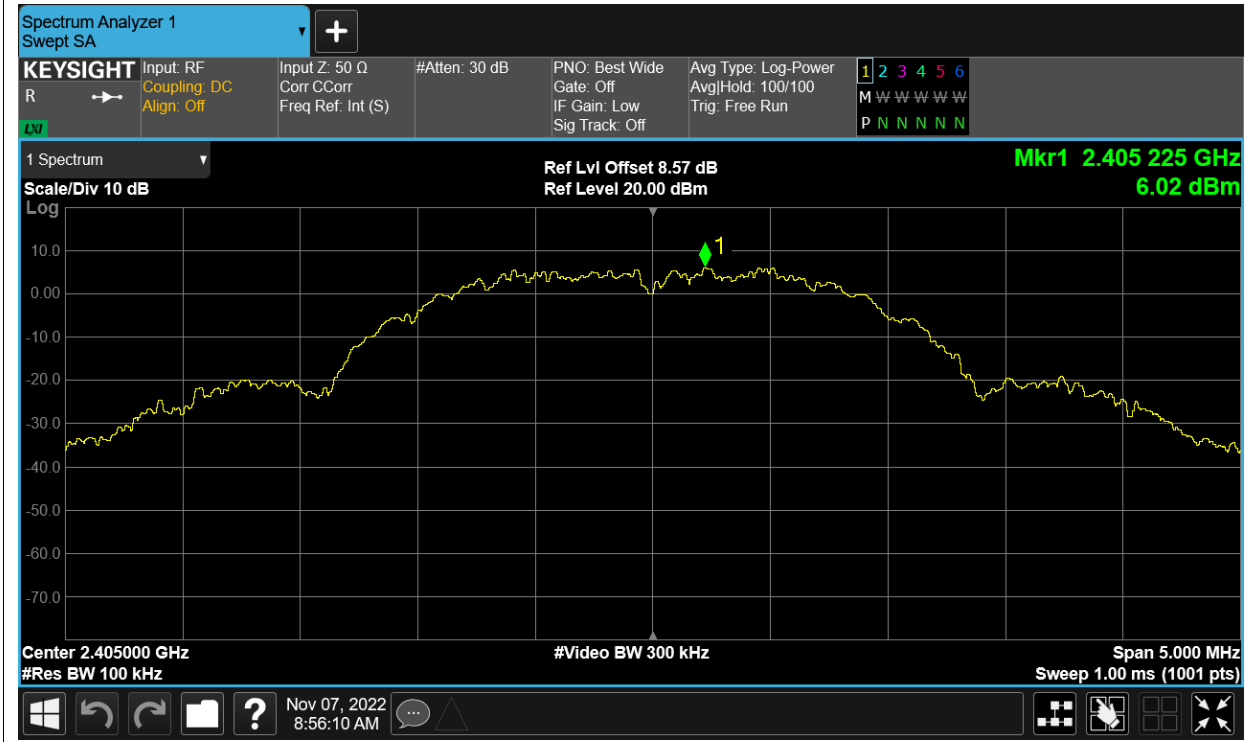 Spectrum Analyzer 1
Swept SA
+
KEYSIGHT
R
LXI
Input: RF
Coupling: DC
Align: Off
Input Z: 50 Ω
Corr CCorr
Freq Ref: Int (S)
#Atten: 30 dB
PNO: Best Wide
Gate: Off
IF Gain: Low
Sig Track: Off
Avg Type: Log-Power
Avg|Hold: 100/100
Trig: Free Run
1 2 3 4 5 6
M W W W W W W
P N N N N N N
1 Spectrum
Scale/Div 10 dB
Log
Ref Lvl Offset 8.57 dB
Ref Level 20.00 dBm
Mkr1 2.405 225 GHz
6.02 dBm
1
10.0
0.00
-10.0
-20.0
-30.0
-40.0
-50.0
-60.0
-70.0
Center 2.405000 GHz
#Res BW 100 kHz
#Video BW 300 kHz
Span 5.000 MHz
Sweep 1.00 ms (1001 pts)
?
Nov 07, 2022
8:56:10 AM